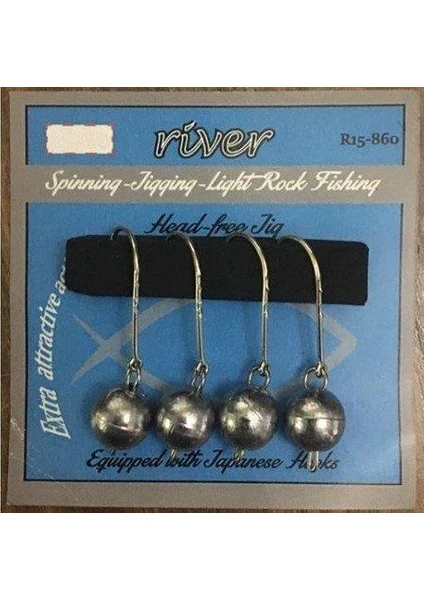 river
R15-860
Spinning-Jigging-Light Rock Fishing
Head-free Jig
Extra attractive
Equipped with Japanese Hooks